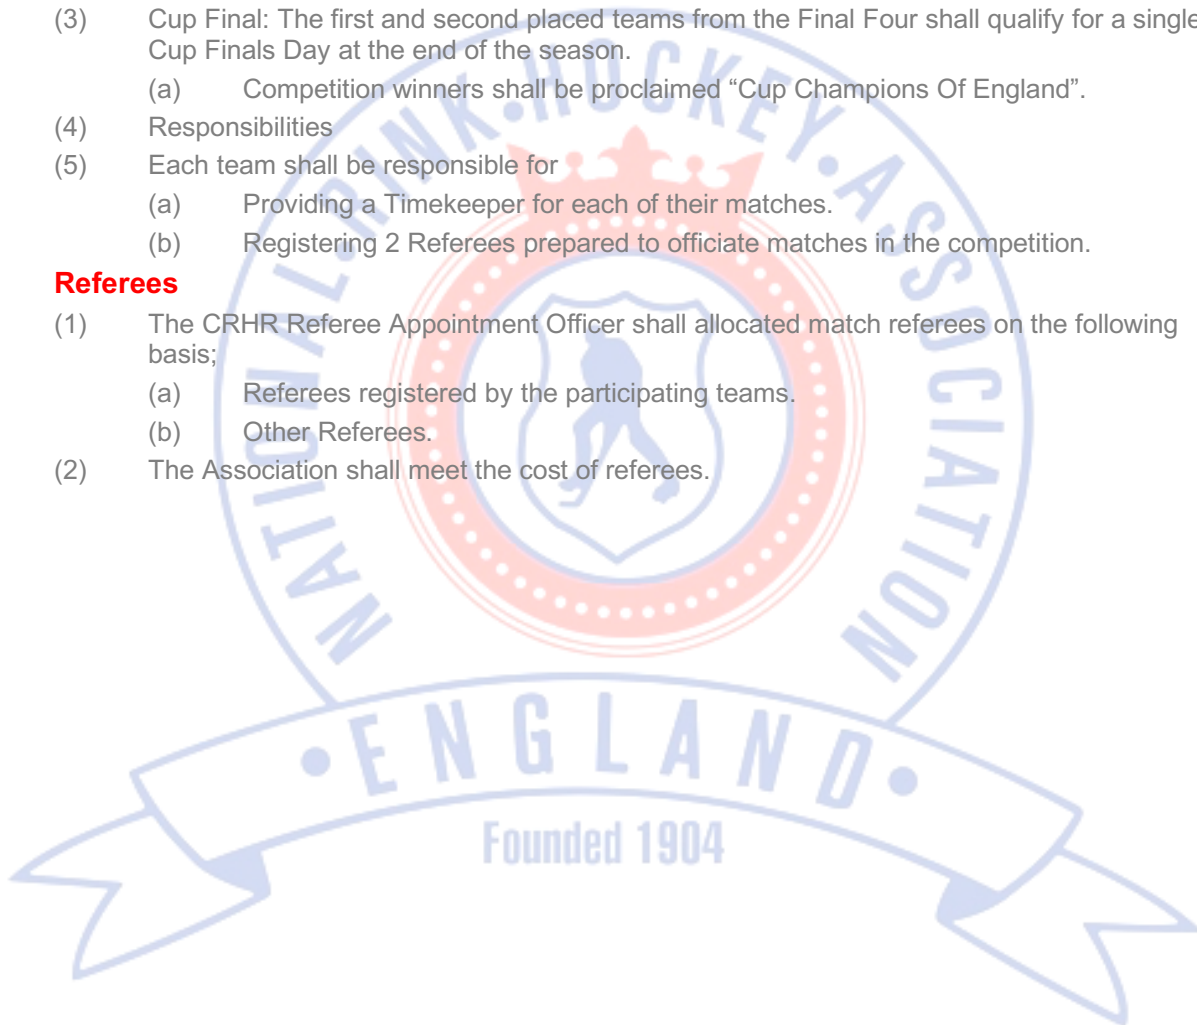 (3) Cup Final: The first and second placed teams from the Final Four shall qualify for a single
Cup Finals Day at the end of the season.
(a) Competition winners shall be proclaimed “Cup Champions Of England”.
(4) Responsibilities
(5) Each team shall be responsible for
(a) Providing a Timekeeper for each of their matches.
(b) Registering 2 Referees prepared to officiate matches in the competition.
Referees
(1) The CRHR Referee Appointment Officer shall allocated match referees on the following
basis;
(a) Referees registered by the participating teams.
(b) Other Referees.
(2) The Association shall meet the cost of referees.
NATIONAL•RINK•HOCKEY•ASSOCIATION
•ENGLAND•
Founded 1904